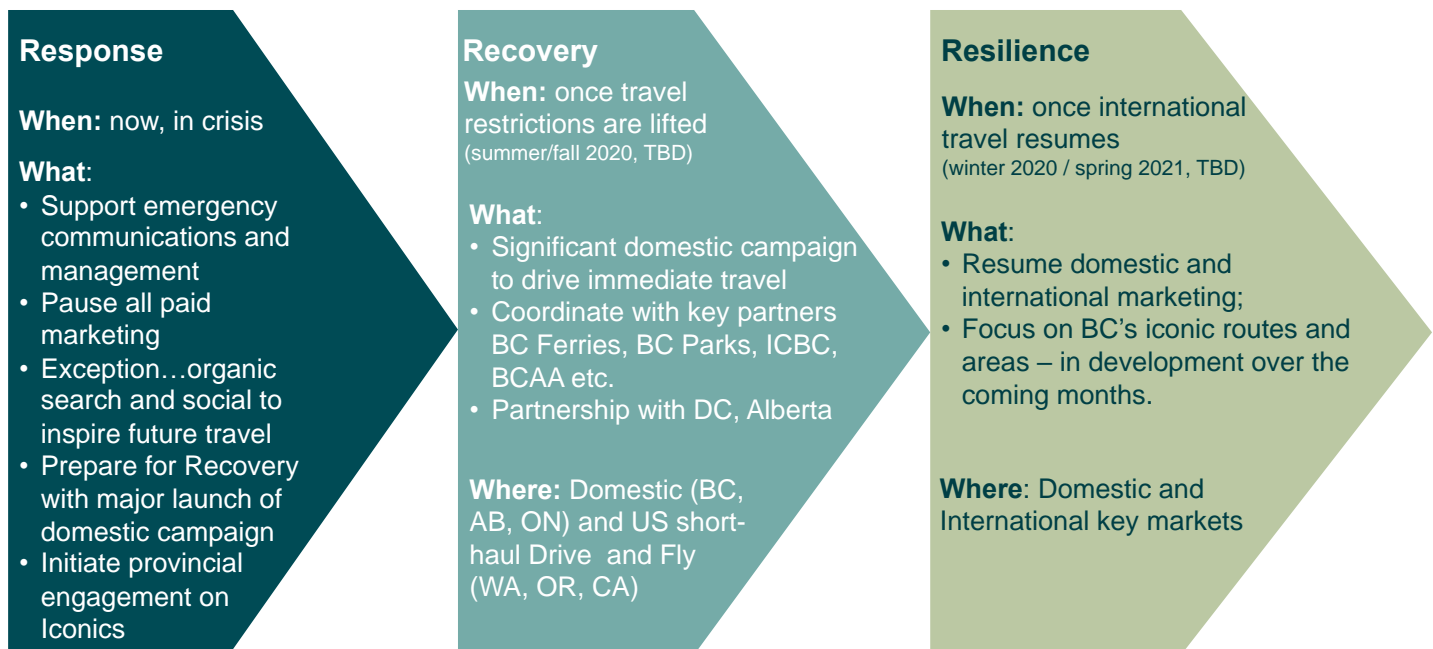 Response
When: now, in crisis
What:
• Support emergency
communications and
management
• Pause all paid
marketing
• Exception…organic
search and social to
inspire future travel
• Prepare for Recovery
with major launch of
domestic campaign
• Initiate provincial
engagement on
Iconics
Recovery
When: once travel
restrictions are lifted
(summer/fall 2020, TBD)
What:
• Significant domestic campaign
to drive immediate travel
• Coordinate with key partners
BC Ferries, BC Parks, ICBC,
BCAA etc.
• Partnership with DC, Alberta
Where: Domestic (BC,
AB, ON) and US short-
haul Drive and Fly
(WA, OR, CA)
Resilience
When: once international
travel resumes
(winter 2020 / spring 2021, TBD)
What:
• Resume domestic and
international marketing;
• Focus on BC’s iconic routes and
areas – in development over the
coming months.
Where: Domestic and
International key markets